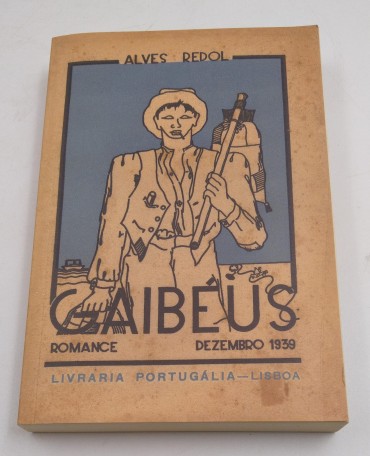 ALVES REDOL
GAIBÉUS
ROMANCE DEZEMBRO 1939
LIVRARIA PORTUGÁLIA—LISBOA